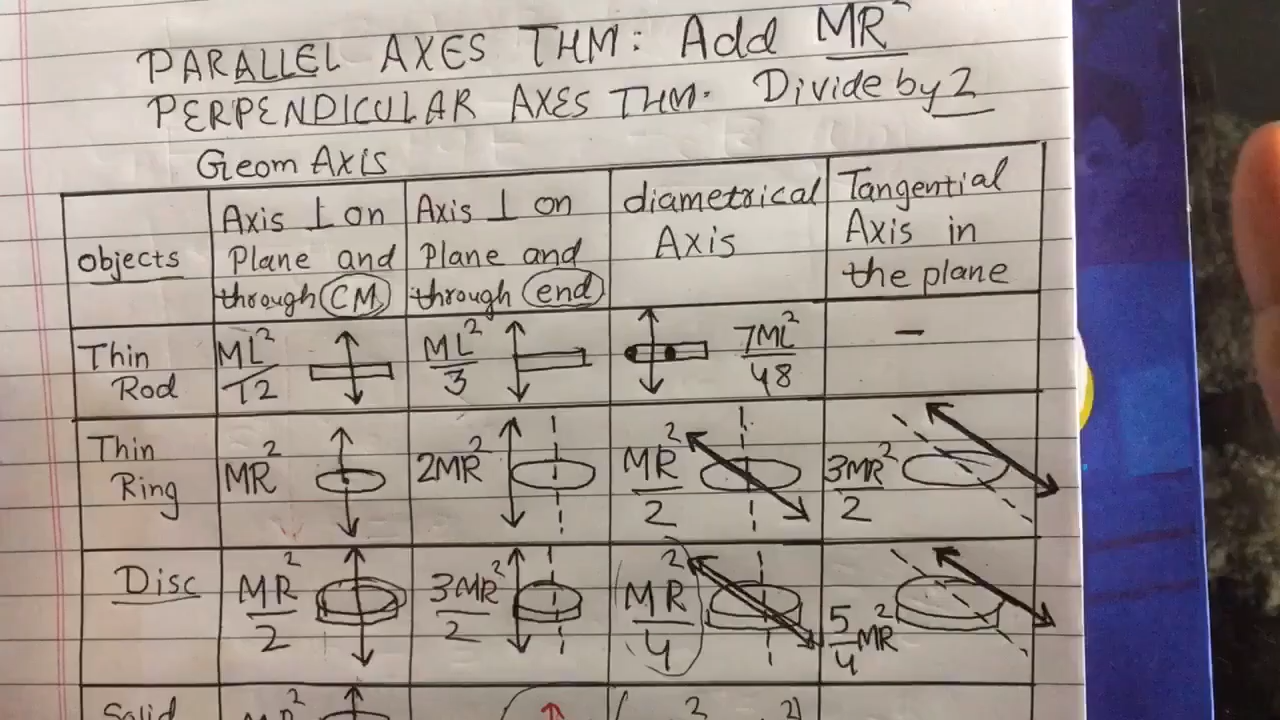 PARALLEL AXES THM: Add MR²
PERPENDICULAR AXES THM. Divide by 2
Geom Axis
objects
Axis ⊥ on
Plane and
through CM
Axis ⊥ on
Plane and
through end
diametrical
Axis
Tangential
Axis in
the plane
Thin
Rod
ML²/12
ML²/3
7ML²/48
–
Thin
Ring
MR²
2MR²
MR²/2
3MR²/2
Disc
MR²/2
3MR²/2
MR²/4
5/4 MR²
Solid